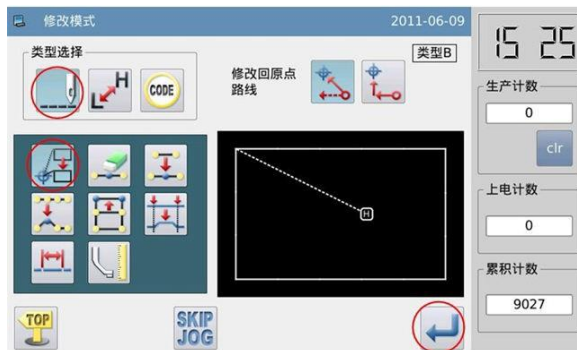 修改模式
2011-06-09
类型选择
H
CODE
修改回原点
路线
类型B
H
TOP
SKIP
JOG
15 25
生产计数
0
clr
上电计数
0
累积计数
9027